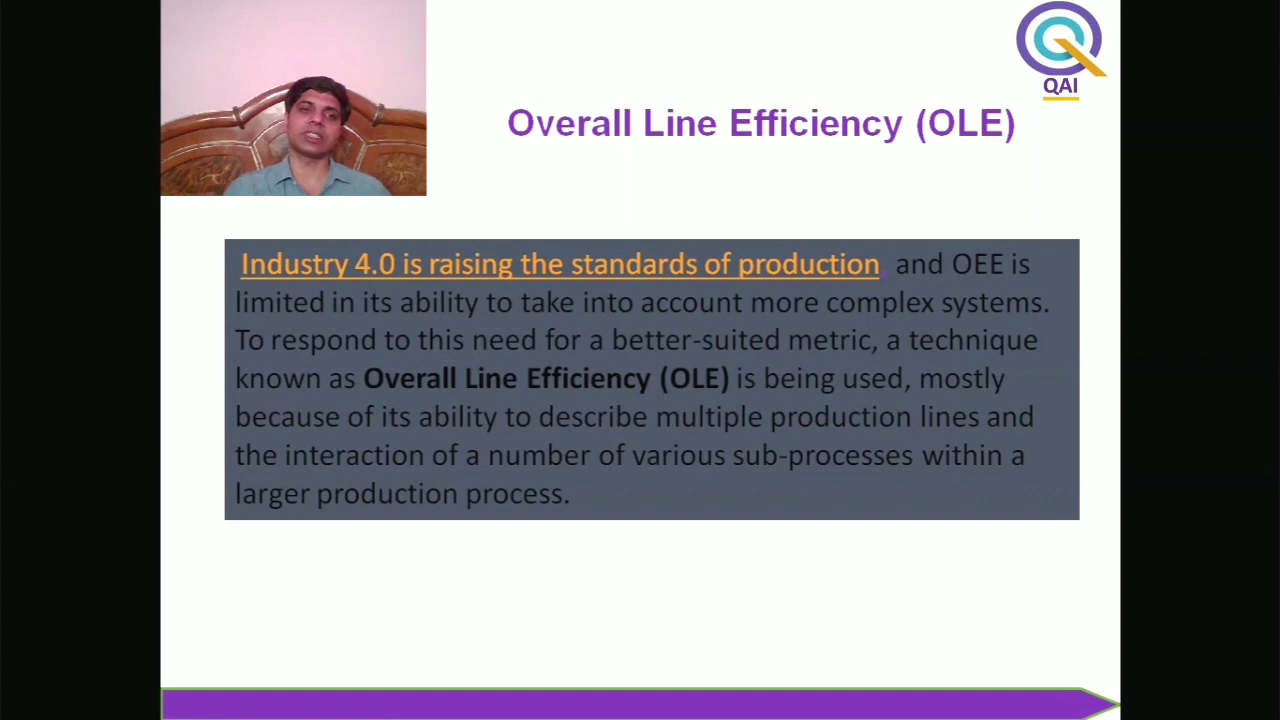 QAI
Overall Line Efficiency (OLE)
Industry 4.0 is raising the standards of production, and OEE is
limited in its ability to take into account more complex systems.
To respond to this need for a better-suited metric, a technique
known as Overall Line Efficiency (OLE) is being used, mostly
because of its ability to describe multiple production lines and
the interaction of a number of various sub-processes within a
larger production process.